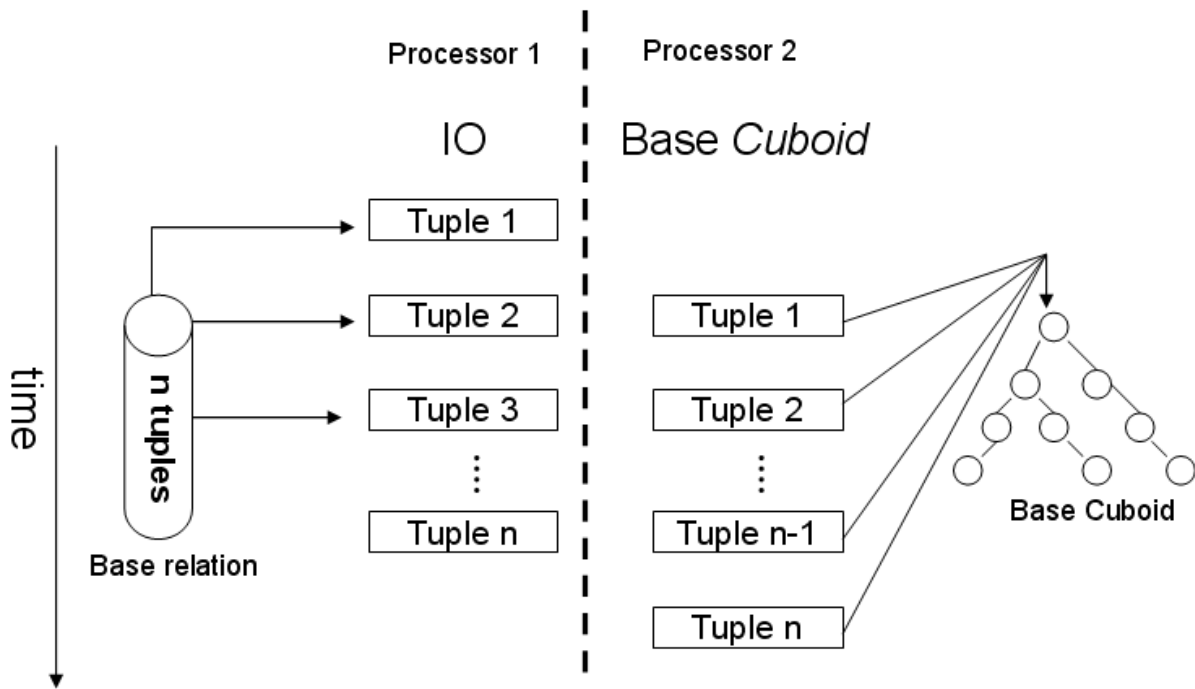 Processor 1
Processor 2
IO
Base Cuboid
time
n tuples
Base relation
Tuple 1
Tuple 2
Tuple 3
....
Tuple n
Tuple 1
Tuple 2
....
Tuple n-1
Tuple n
Base Cuboid